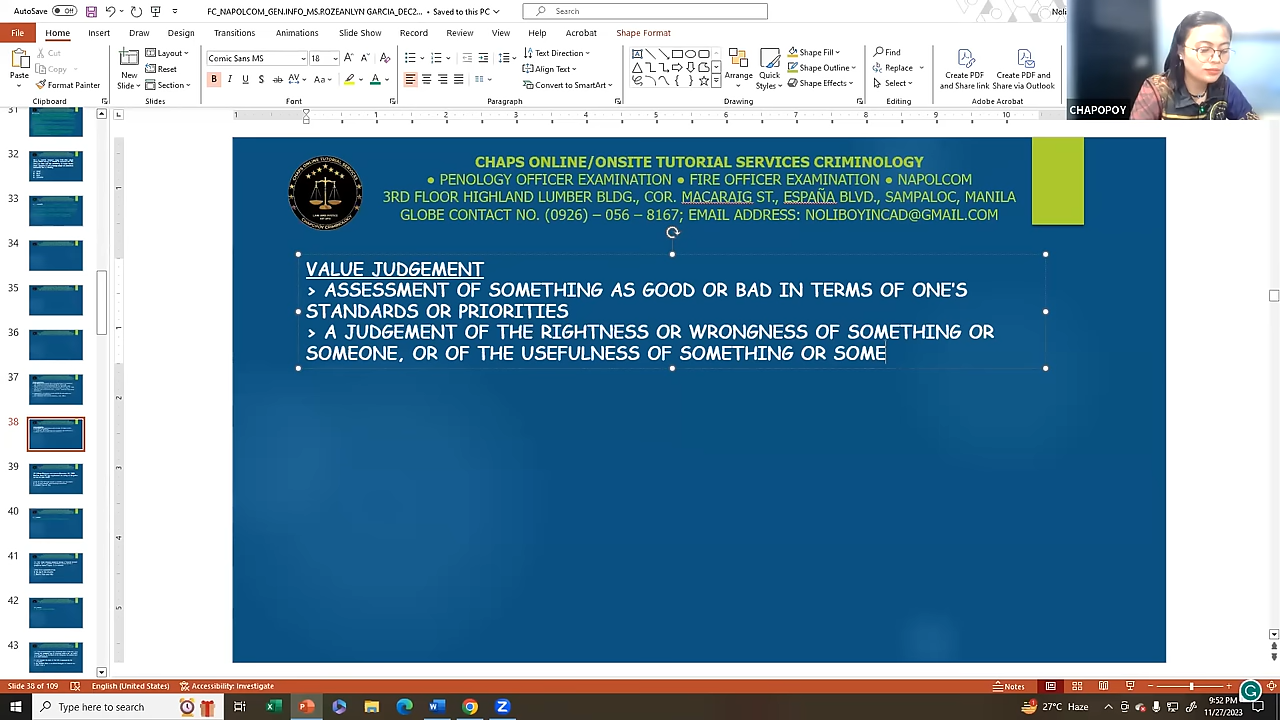 AutoSave Off FC_NAPOLCOM_GEN.INFO_MS.ROZEANLYN GARCIA_DEC2... • Saved to this PC Search Noli
File Home Insert Draw Design Transitions Animations Slide Show Record Review View Help Acrobat Shape Format
Paste Cut Copy Format Painter Clipboard
New Slide Layout Reset Section Slides
Comic Sans MS 18 Font
Text Direction Align Text Convert to SmartArt Paragraph
Arrange Quick Styles Shape Fill Shape Outline Shape Effects Drawing
Find Replace Select Editing
Create PDF and Share link Create PDF and Share via Outlook Adobe Acrobat
CHAPOPOY
CHAPS ONLINE/ONSITE TUTORIAL SERVICES CRIMINOLOGY
● PENOLOGY OFFICER EXAMINATION ● FIRE OFFICER EXAMINATION ● NAPOLCOM
3RD FLOOR HIGHLAND LUMBER BLDG., COR. MACARAIG ST., ESPAÑA BLVD., SAMPALOC, MANILA
GLOBE CONTACT NO. (0926) – 056 – 8167; EMAIL ADDRESS: NOLIBOYINCAD@GMAIL.COM
VALUE JUDGEMENT
> ASSESSMENT OF SOMETHING AS GOOD OR BAD IN TERMS OF ONE'S
STANDARDS OR PRIORITIES
> A JUDGEMENT OF THE RIGHTNESS OR WRONGNESS OF SOMETHING OR
SOMEONE, OR OF THE USEFULNESS OF SOMETHING OR SOME
31
32
33
34
35
36
37
38
39
40
41
42
43
Slide 38 of 109 English (United States) Accessibility: Investigate Notes
Type here to search 27°C Haze 9:52 PM
11/27/2023